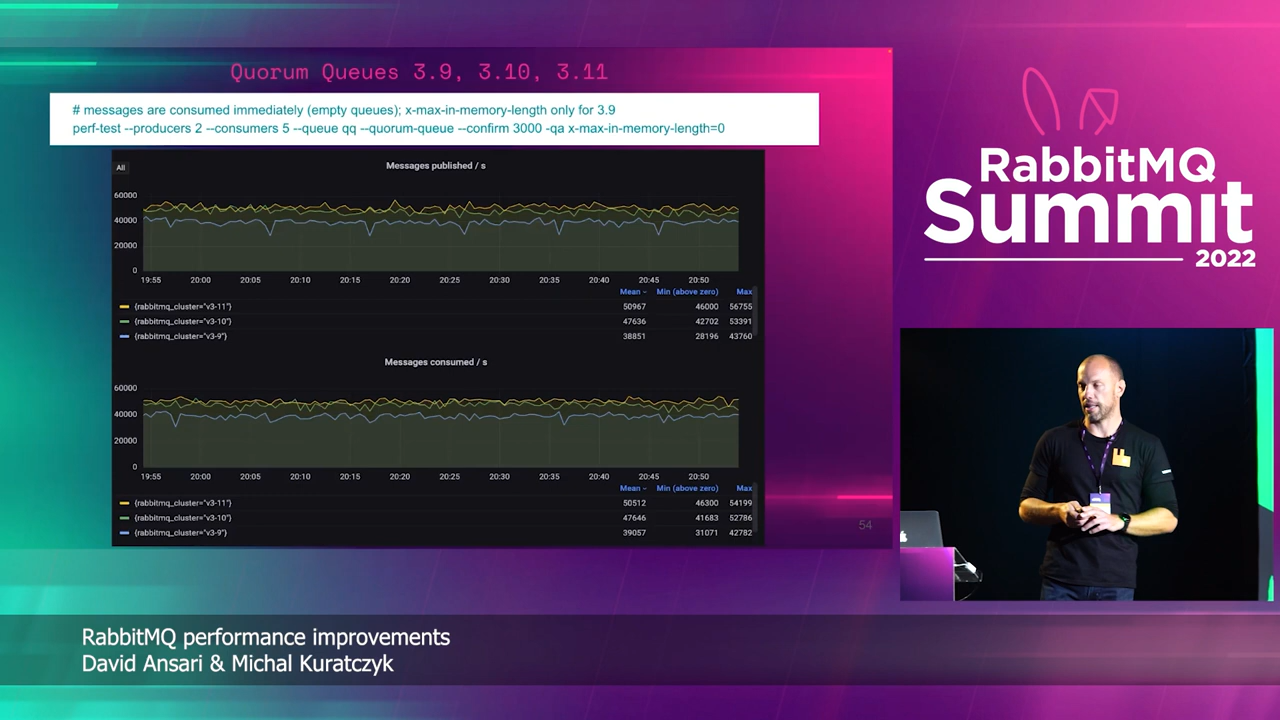 Quorum Queues 3.9, 3.10, 3.11
# messages are consumed immediately (empty queues); x-max-in-memory-length only for 3.9
perf-test --producers 2 --consumers 5 --queue qq --quorum-queue --confirm 3000 -qa x-max-in-memory-length=0
All
Messages published / s
60000
40000
20000
0
19:55 20:00 20:05 20:10 20:15 20:20 20:25 20:30 20:35 20:40 20:45 20:50
Mean Min (above zero) Max
{rabbitmq_cluster="v3-11"} 50967 46000 56755
{rabbitmq_cluster="v3-10"} 47636 42702 53391
{rabbitmq_cluster="v3-9"} 38851 28196 43760
Messages consumed / s
60000
40000
20000
0
19:55 20:00 20:05 20:10 20:15 20:20 20:25 20:30 20:35 20:40 20:45 20:50
Mean Min (above zero) Max
{rabbitmq_cluster="v3-11"} 50512 46300 54199
{rabbitmq_cluster="v3-10"} 47646 41683 52786
{rabbitmq_cluster="v3-9"} 39057 31071 42782
54
RabbitMQ
Summit
2022
RabbitMQ performance improvements
David Ansari & Michal Kuratczyk